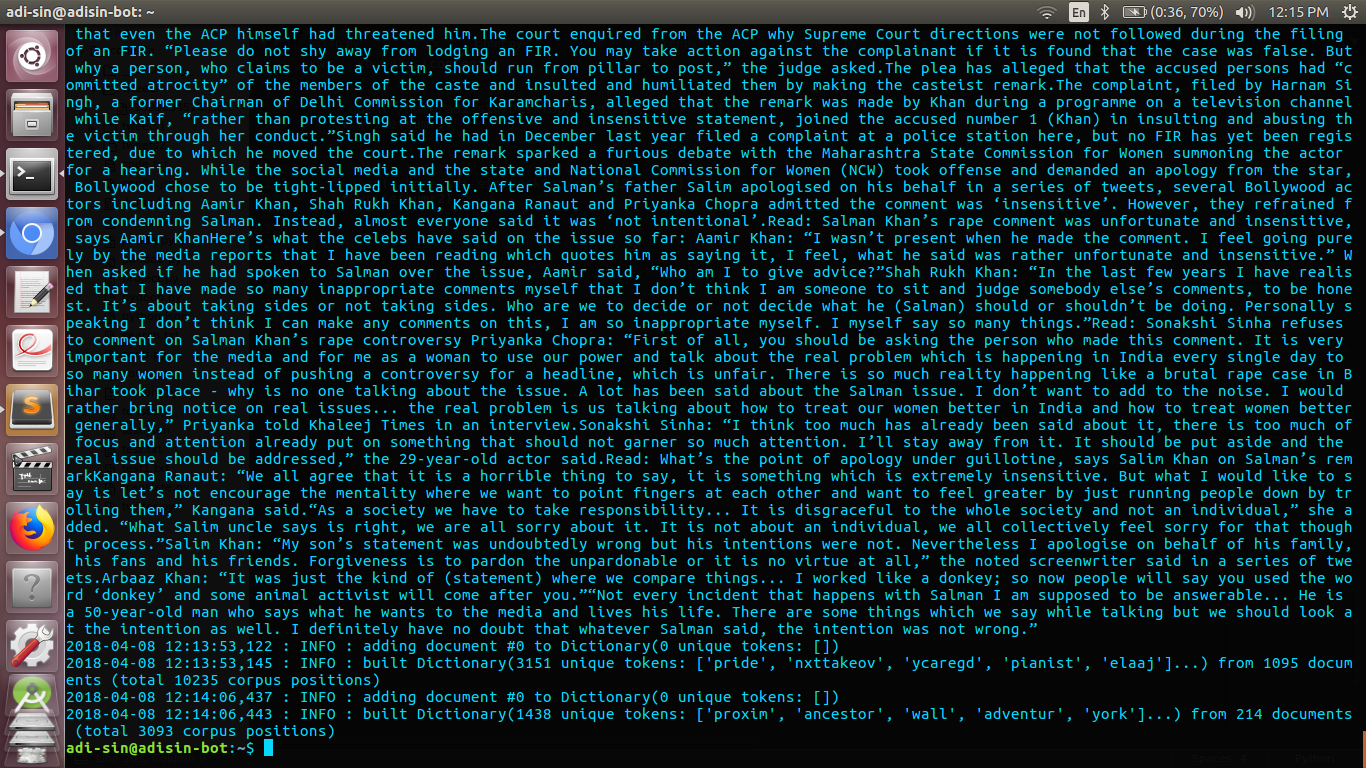 adi-sin@adisin-bot: ~
En
(0:36, 70%)
12:15 PM
that even the ACP himself had threatened him.The court enquired from the ACP why Supreme Court directions were not followed during the filing
of an FIR. “Please do not shy away from lodging an FIR. You may take action against the complainant if it is found that the case was false. But
why a person, who claims to be a victim, should run from pillar to post,” the judge asked.The plea has alleged that the accused persons had “c
ommitted atrocity” of the members of the caste and insulted and humiliated them by making the casteist remark.The complaint, filed by Harnam Si
ngh, a former Chairman of Delhi Commission for Karamcharis, alleged that the remark was made by Khan during a programme on a television channel
while Kaif, “rather than protesting at the offensive and insensitive statement, joined the accused number 1 (Khan) in insulting and abusing th
e victim through her conduct.”Singh said he had in December last year filed a complaint at a police station here, but no FIR has yet been regis
tered, due to which he moved the court.The remark sparked a furious debate with the Maharashtra State Commission for Women summoning the actor
for a hearing. While the social media and the state and National Commission for Women (NCW) took offense and demanded an apology from the star,
Bollywood chose to be tight-lipped initially. After Salman’s father Salim apologised on his behalf in a series of tweets, several Bollywood ac
tors including Aamir Khan, Shah Rukh Khan, Kangana Ranaut and Priyanka Chopra admitted the comment was ‘insensitive’. However, they refrained f
rom condemning Salman. Instead, almost everyone said it was ‘not intentional’.Read: Salman Khan’s rape comment was unfortunate and insensitive,
says Aamir KhanHere’s what the celebs have said on the issue so far: Aamir Khan: “I wasn’t present when he made the comment. I feel going pure
ly by the media reports that I have been reading which quotes him as saying it, I feel, what he said was rather unfortunate and insensitive.” W
hen asked if he had spoken to Salman over the issue, Aamir said, “Who am I to give advice?”Shah Rukh Khan: “In the last few years I have realis
ed that I have made so many inappropriate comments myself that I don’t think I am someone to sit and judge somebody else’s comments, to be hone
st. It’s about taking sides or not taking sides. Who are we to decide or not decide what he (Salman) should or shouldn’t be doing. Personally s
peaking I don’t think I can make any comments on this, I am so inappropriate myself. I myself say so many things.”Read: Sonakshi Sinha refuses
to comment on Salman Khan’s rape controversy Priyanka Chopra: “First of all, you should be asking the person who made this comment. It is very
important for the media and for me as a woman to use our power and talk about the real problem which is happening in India every single day to
so many women instead of pushing a controversy for a headline, which is unfair. There is so much reality happening like a brutal rape case in B
ihar took place - why is no one talking about the issue. A lot has been said about the Salman issue. I don’t want to add to the noise. I would
rather bring notice on real issues... the real problem is us talking about how to treat our women better in India and how to treat women better
generally,” Priyanka told Khaleej Times in an interview.Sonakshi Sinha: “I think too much has already been said about it, there is too much of
focus and attention already put on something that should not garner so much attention. I’ll stay away from it. It should be put aside and the
real issue should be addressed,” the 29-year-old actor said.Read: What’s the point of apology under guillotine, says Salim Khan on Salman’s rem
arkKangana Ranaut: “We all agree that it is a horrible thing to say, it is something which is extremely insensitive. But what I would like to s
ay is let’s not encourage the mentality where we want to point fingers at each other and want to feel greater by just running people down by tr
olling them,” Kangana said.“As a society we have to take responsibility... It is disgraceful to the whole society and not an individual,” she a
dded. “What Salim uncle says is right, we are all sorry about it. It is not about an individual, we all collectively feel sorry for that though
t process.”Salim Khan: “My son’s statement was undoubtedly wrong but his intentions were not. Nevertheless I apologise on behalf of his family,
his fans and his friends. Forgiveness is to pardon the unpardonable or it is no virtue at all,” the noted screenwriter said in a series of twe
ets.Arbaaz Khan: “It was just the kind of (statement) where we compare things... I worked like a donkey; so now people will say you used the wo
rd ‘donkey’ and some animal activist will come after you.”“Not every incident that happens with Salman I am supposed to be answerable... He is
a 50-year-old man who says what he wants to the media and lives his life. There are some things which we say while talking but we should look a
t the intention as well. I definitely have no doubt that whatever Salman said, the intention was not wrong.”
2018-04-08 12:13:53,122 : INFO : adding document #0 to Dictionary(0 unique tokens: [])
2018-04-08 12:13:53,145 : INFO : built Dictionary(3151 unique tokens: ['pride', 'nxttakeov', 'ycaregd', 'pianist', 'elaaj']...) from 1095 docum
ents (total 10235 corpus positions)
2018-04-08 12:14:06,437 : INFO : adding document #0 to Dictionary(0 unique tokens: [])
2018-04-08 12:14:06,443 : INFO : built Dictionary(1438 unique tokens: ['proxim', 'ancestor', 'wall', 'adventur', 'york']...) from 214 documents
(total 3093 corpus positions)
adi-sin@adisin-bot:~$